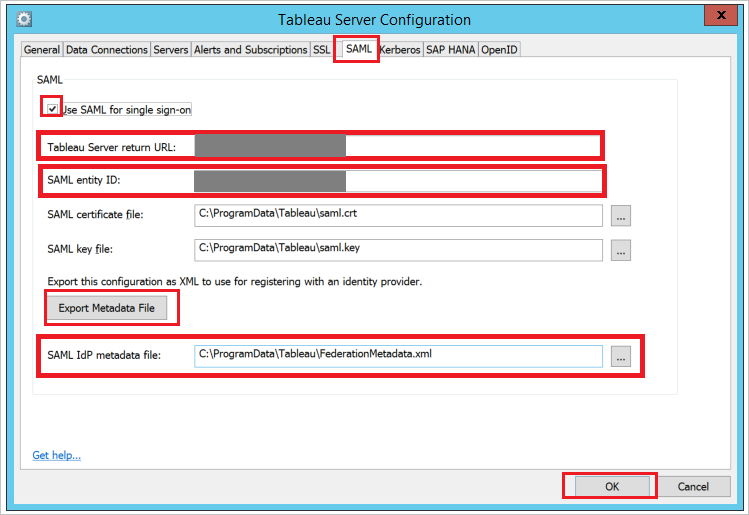 Tableau Server Configuration
x
General Data Connections Servers Alerts and Subscriptions SSL SAML Kerberos SAP HANA OpenID
SAML
Use SAML for single sign-on
Tableau Server return URL:
SAML entity ID:
SAML certificate file: C:\ProgramData\Tableau\saml.crt ...
SAML key file: C:\ProgramData\Tableau\saml.key ...
Export this configuration as XML to use for registering with an identity provider.
Export Metadata File
SAML IdP metadata file: C:\ProgramData\Tableau\FederationMetadata.xml ...
Get help...
OK Cancel